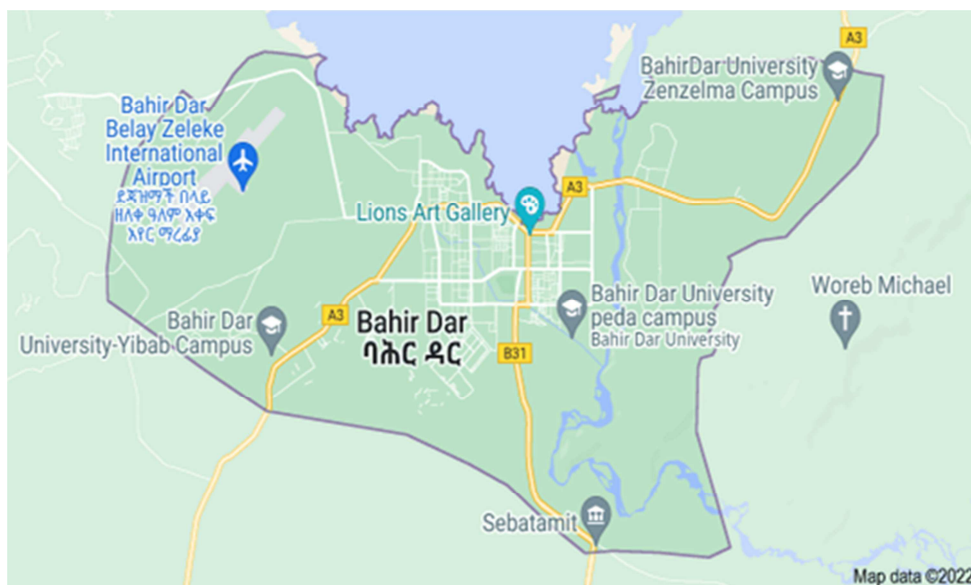 A3
BahirDar University
Zenzelma Campus
Bahir Dar
Belay Zeleke
International
Airport
ደጃዝማች በላይ
ዘለቀ ዓለም አቀፍ
አየር ማረፊያ
A3
Lions Art Gallery
Woreb Michael
Bahir Dar University
peda campus
Bahir Dar University
A3
Bahir Dar
University-Yibab Campus
Bahir Dar
ባሕር ዳር
B31
Sebatamit
Map data ©2022